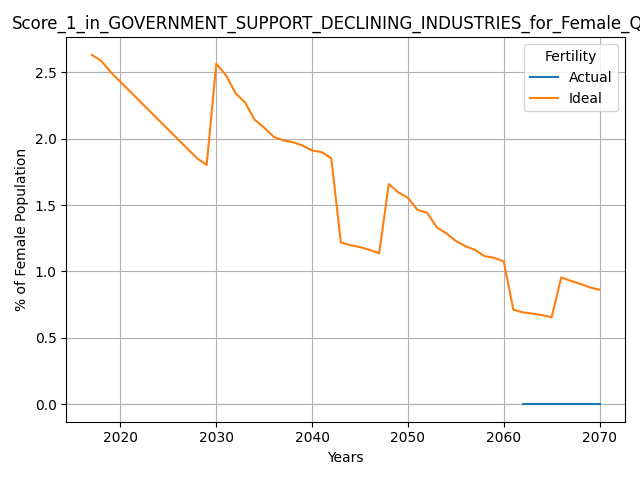 Score_1_in_GOVERNMENT_SUPPORT_DECLINING_INDUSTRIES_for_Female_Q
Fertility
Actual
Ideal
% of Female Population
2.5
2.0
1.5
1.0
0.5
0.0
2020 2030 2040 2050 2060 2070
Years